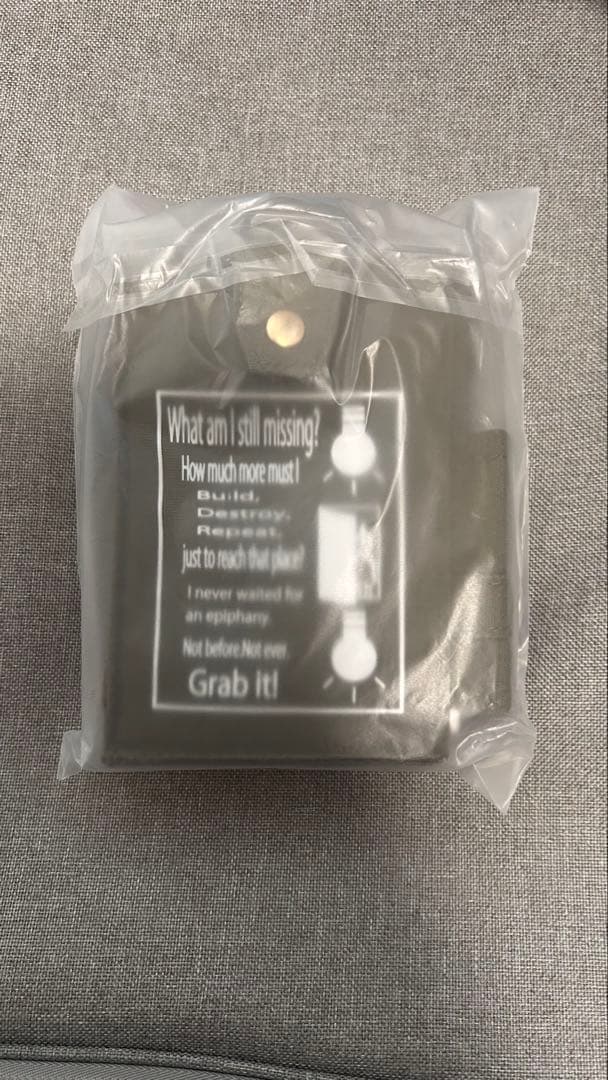 What am I still missing?
How much more must I
Build,
Destroy,
Repeat,
just to reach that place?
I never waited for
an epiphany.
Not before.Not ever.
Grab it!